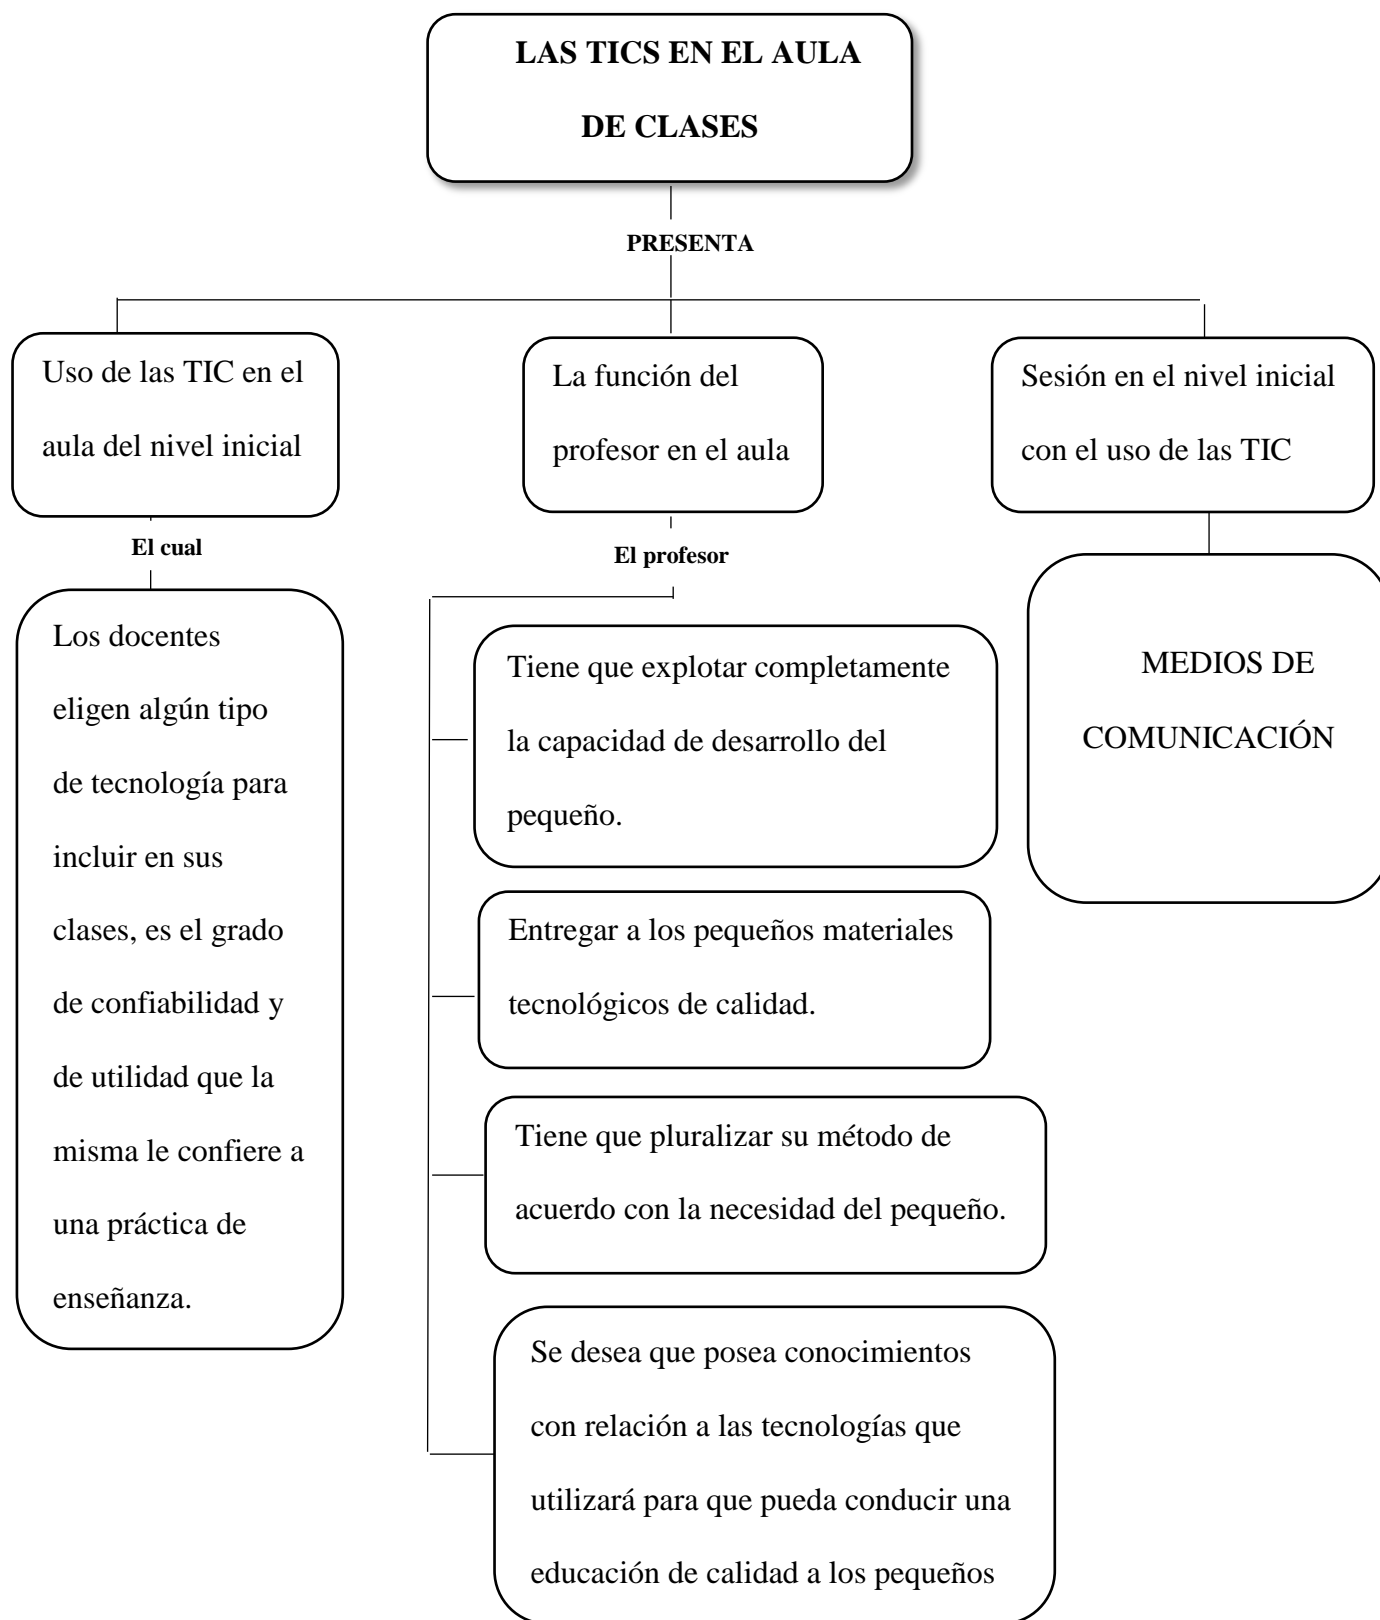 LAS TICS EN EL AULA
DE CLASES
PRESENTA
Uso de las TIC en el
aula del nivel inicial
La función del
profesor en el aula
Sesión en el nivel inicial
con el uso de las TIC
El cual
El profesor
Los docentes
eligen algún tipo
de tecnología para
incluir en sus
clases, es el grado
de confiabilidad y
de utilidad que la
misma le confiere a
una práctica de
enseñanza.
Tiene que explotar completamente
la capacidad de desarrollo del
pequeño.
Entregar a los pequeños materiales
tecnológicos de calidad.
Tiene que pluralizar su método de
acuerdo con la necesidad del pequeño.
Se desea que posea conocimientos
con relación a las tecnologías que
utilizará para que pueda conducir una
educación de calidad a los pequeños
MEDIOS DE
COMUNICACIÓN